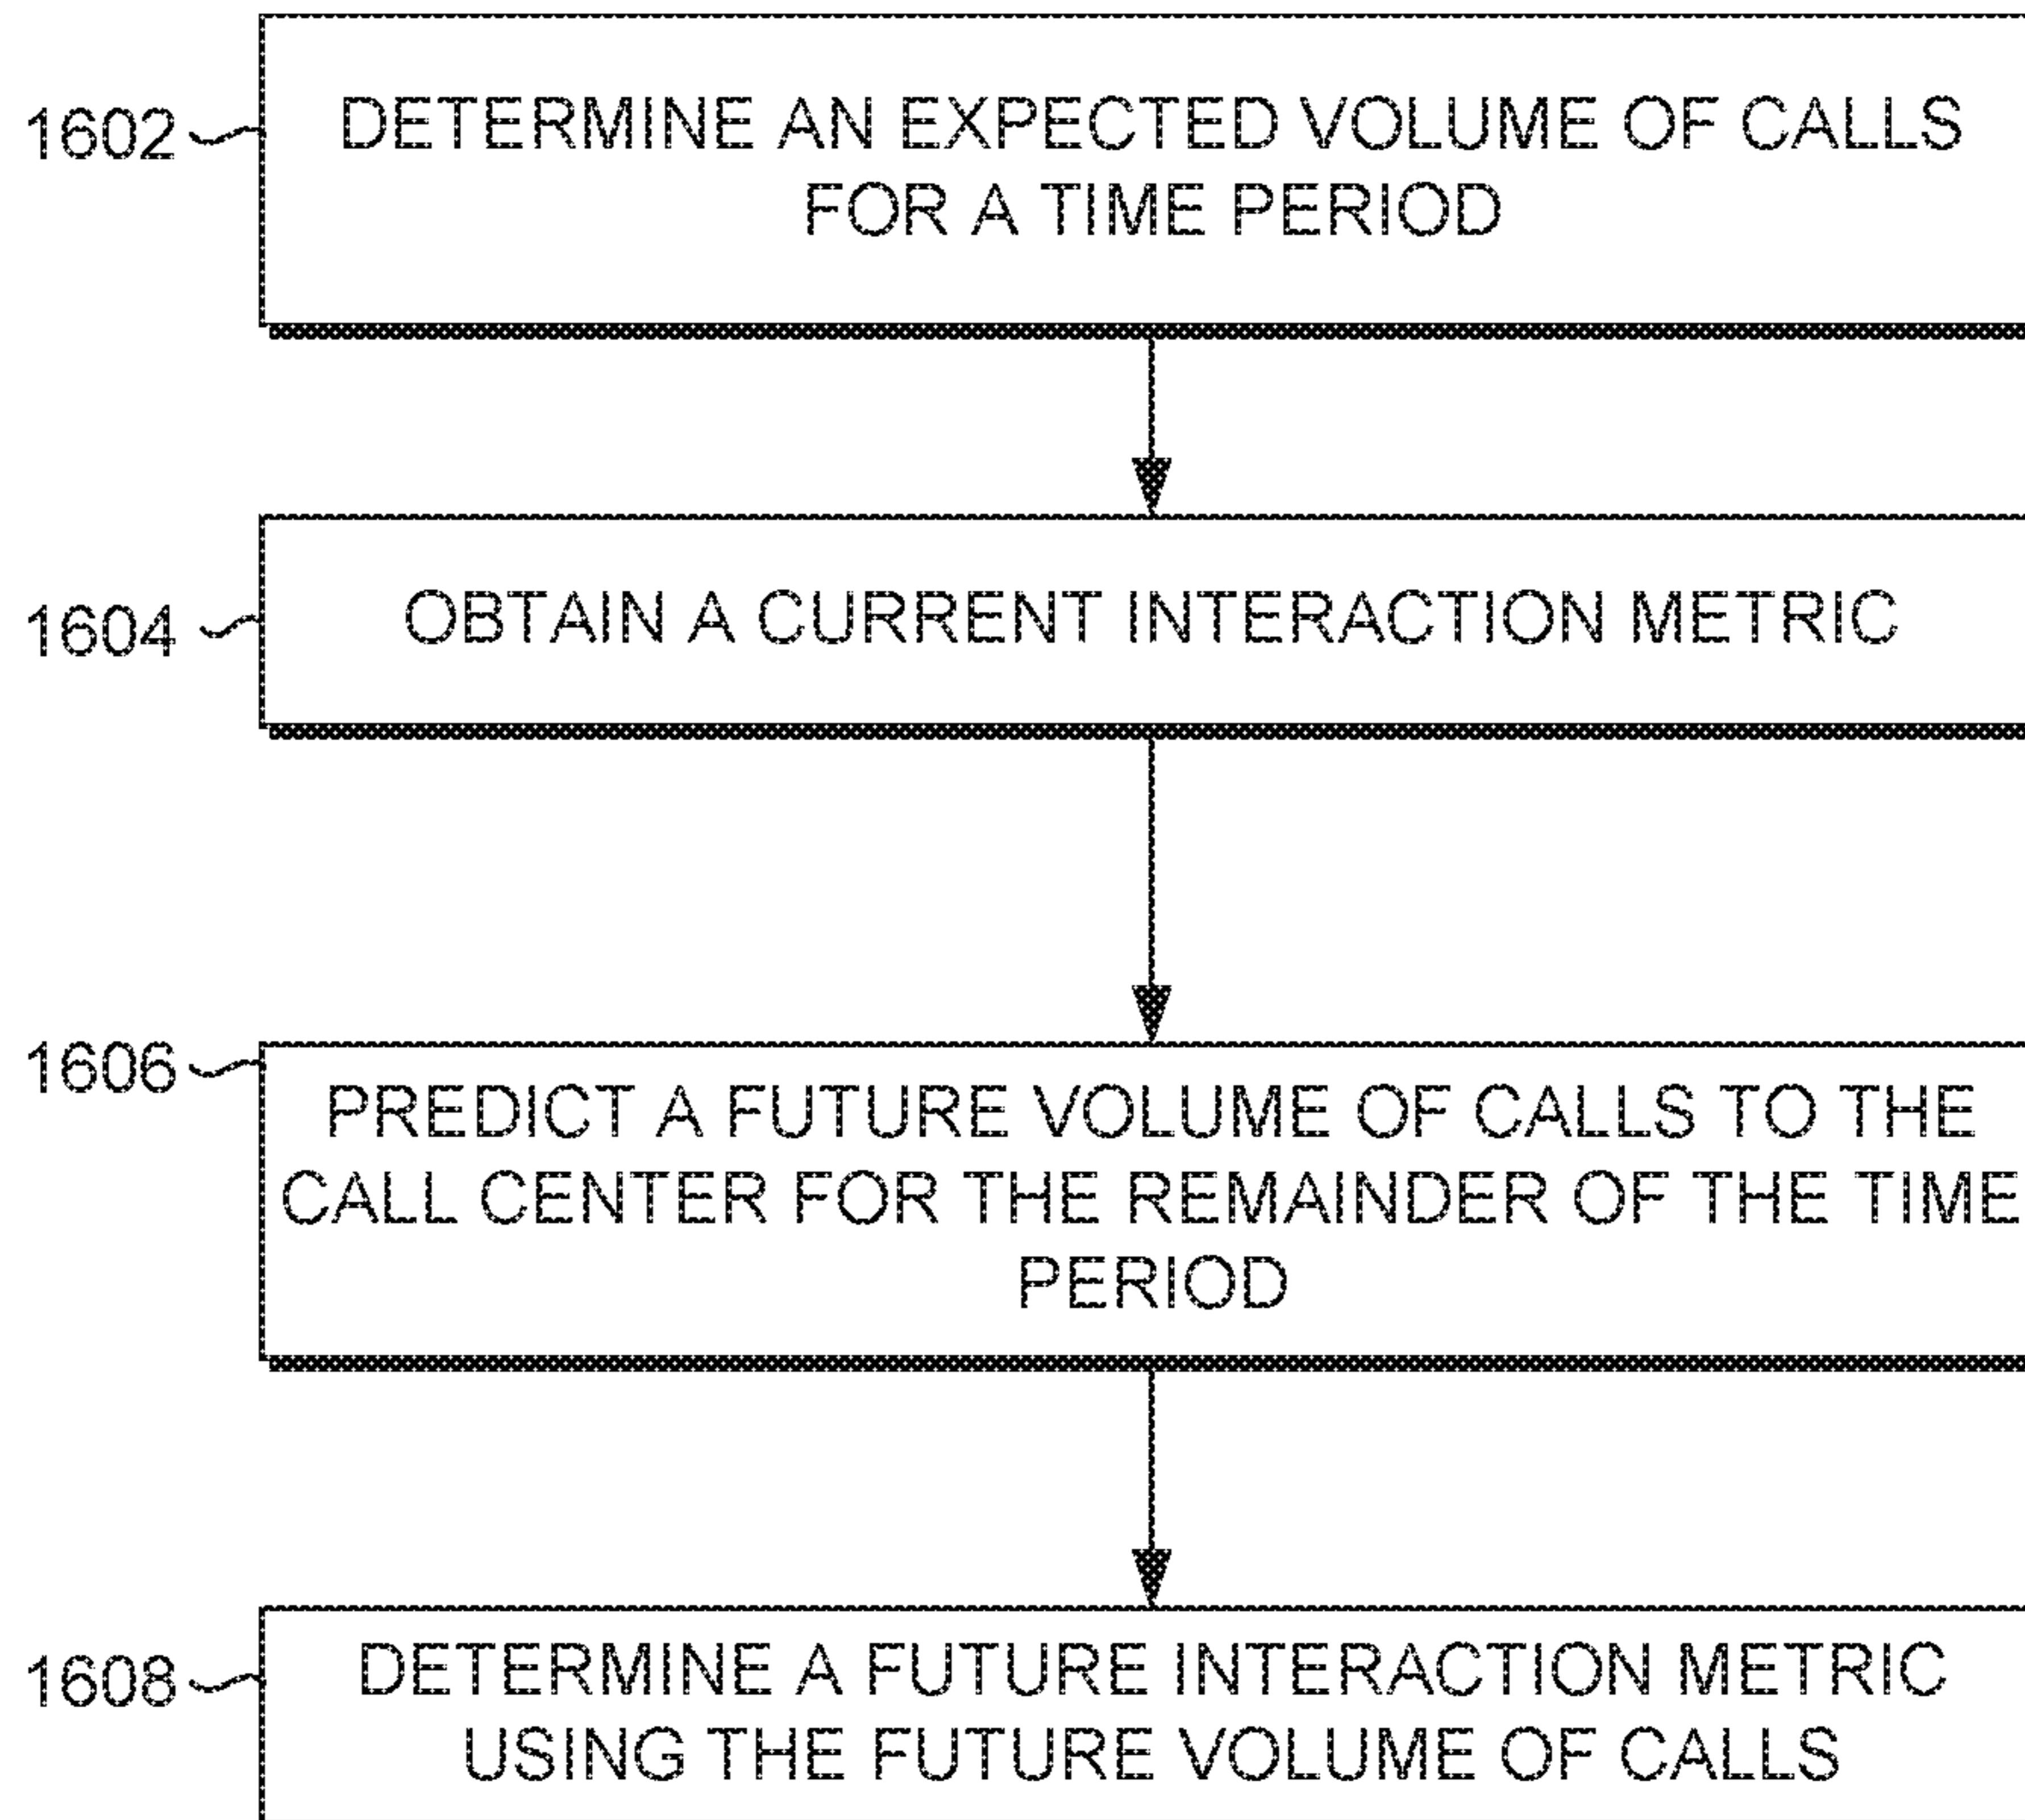 1602
DETERMINE AN EXPECTED VOLUME OF CALLS
FOR A TIME PERIOD
1604
OBTAIN A CURRENT INTERACTION METRIC
1606
PREDICT A FUTURE VOLUME OF CALLS TO THE
CALL CENTER FOR THE REMAINDER OF THE TIME
PERIOD
1608
DETERMINE A FUTURE INTERACTION METRIC
USING THE FUTURE VOLUME OF CALLS